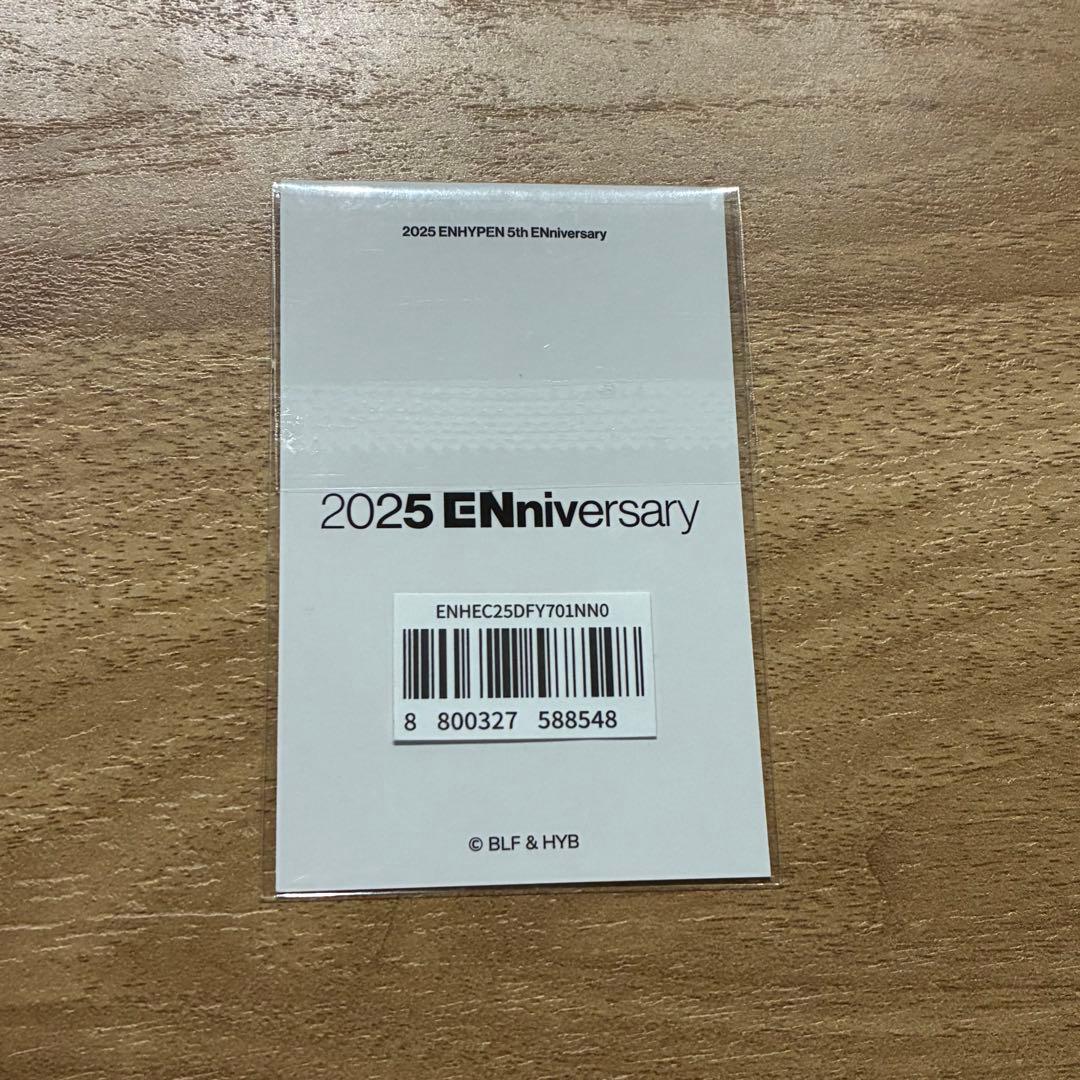 2025 ENHYPEN 5th ENniversary
2025 ENniversary
ENHEC25DFY701NN0
8 800327 588548
© BLF & HYB